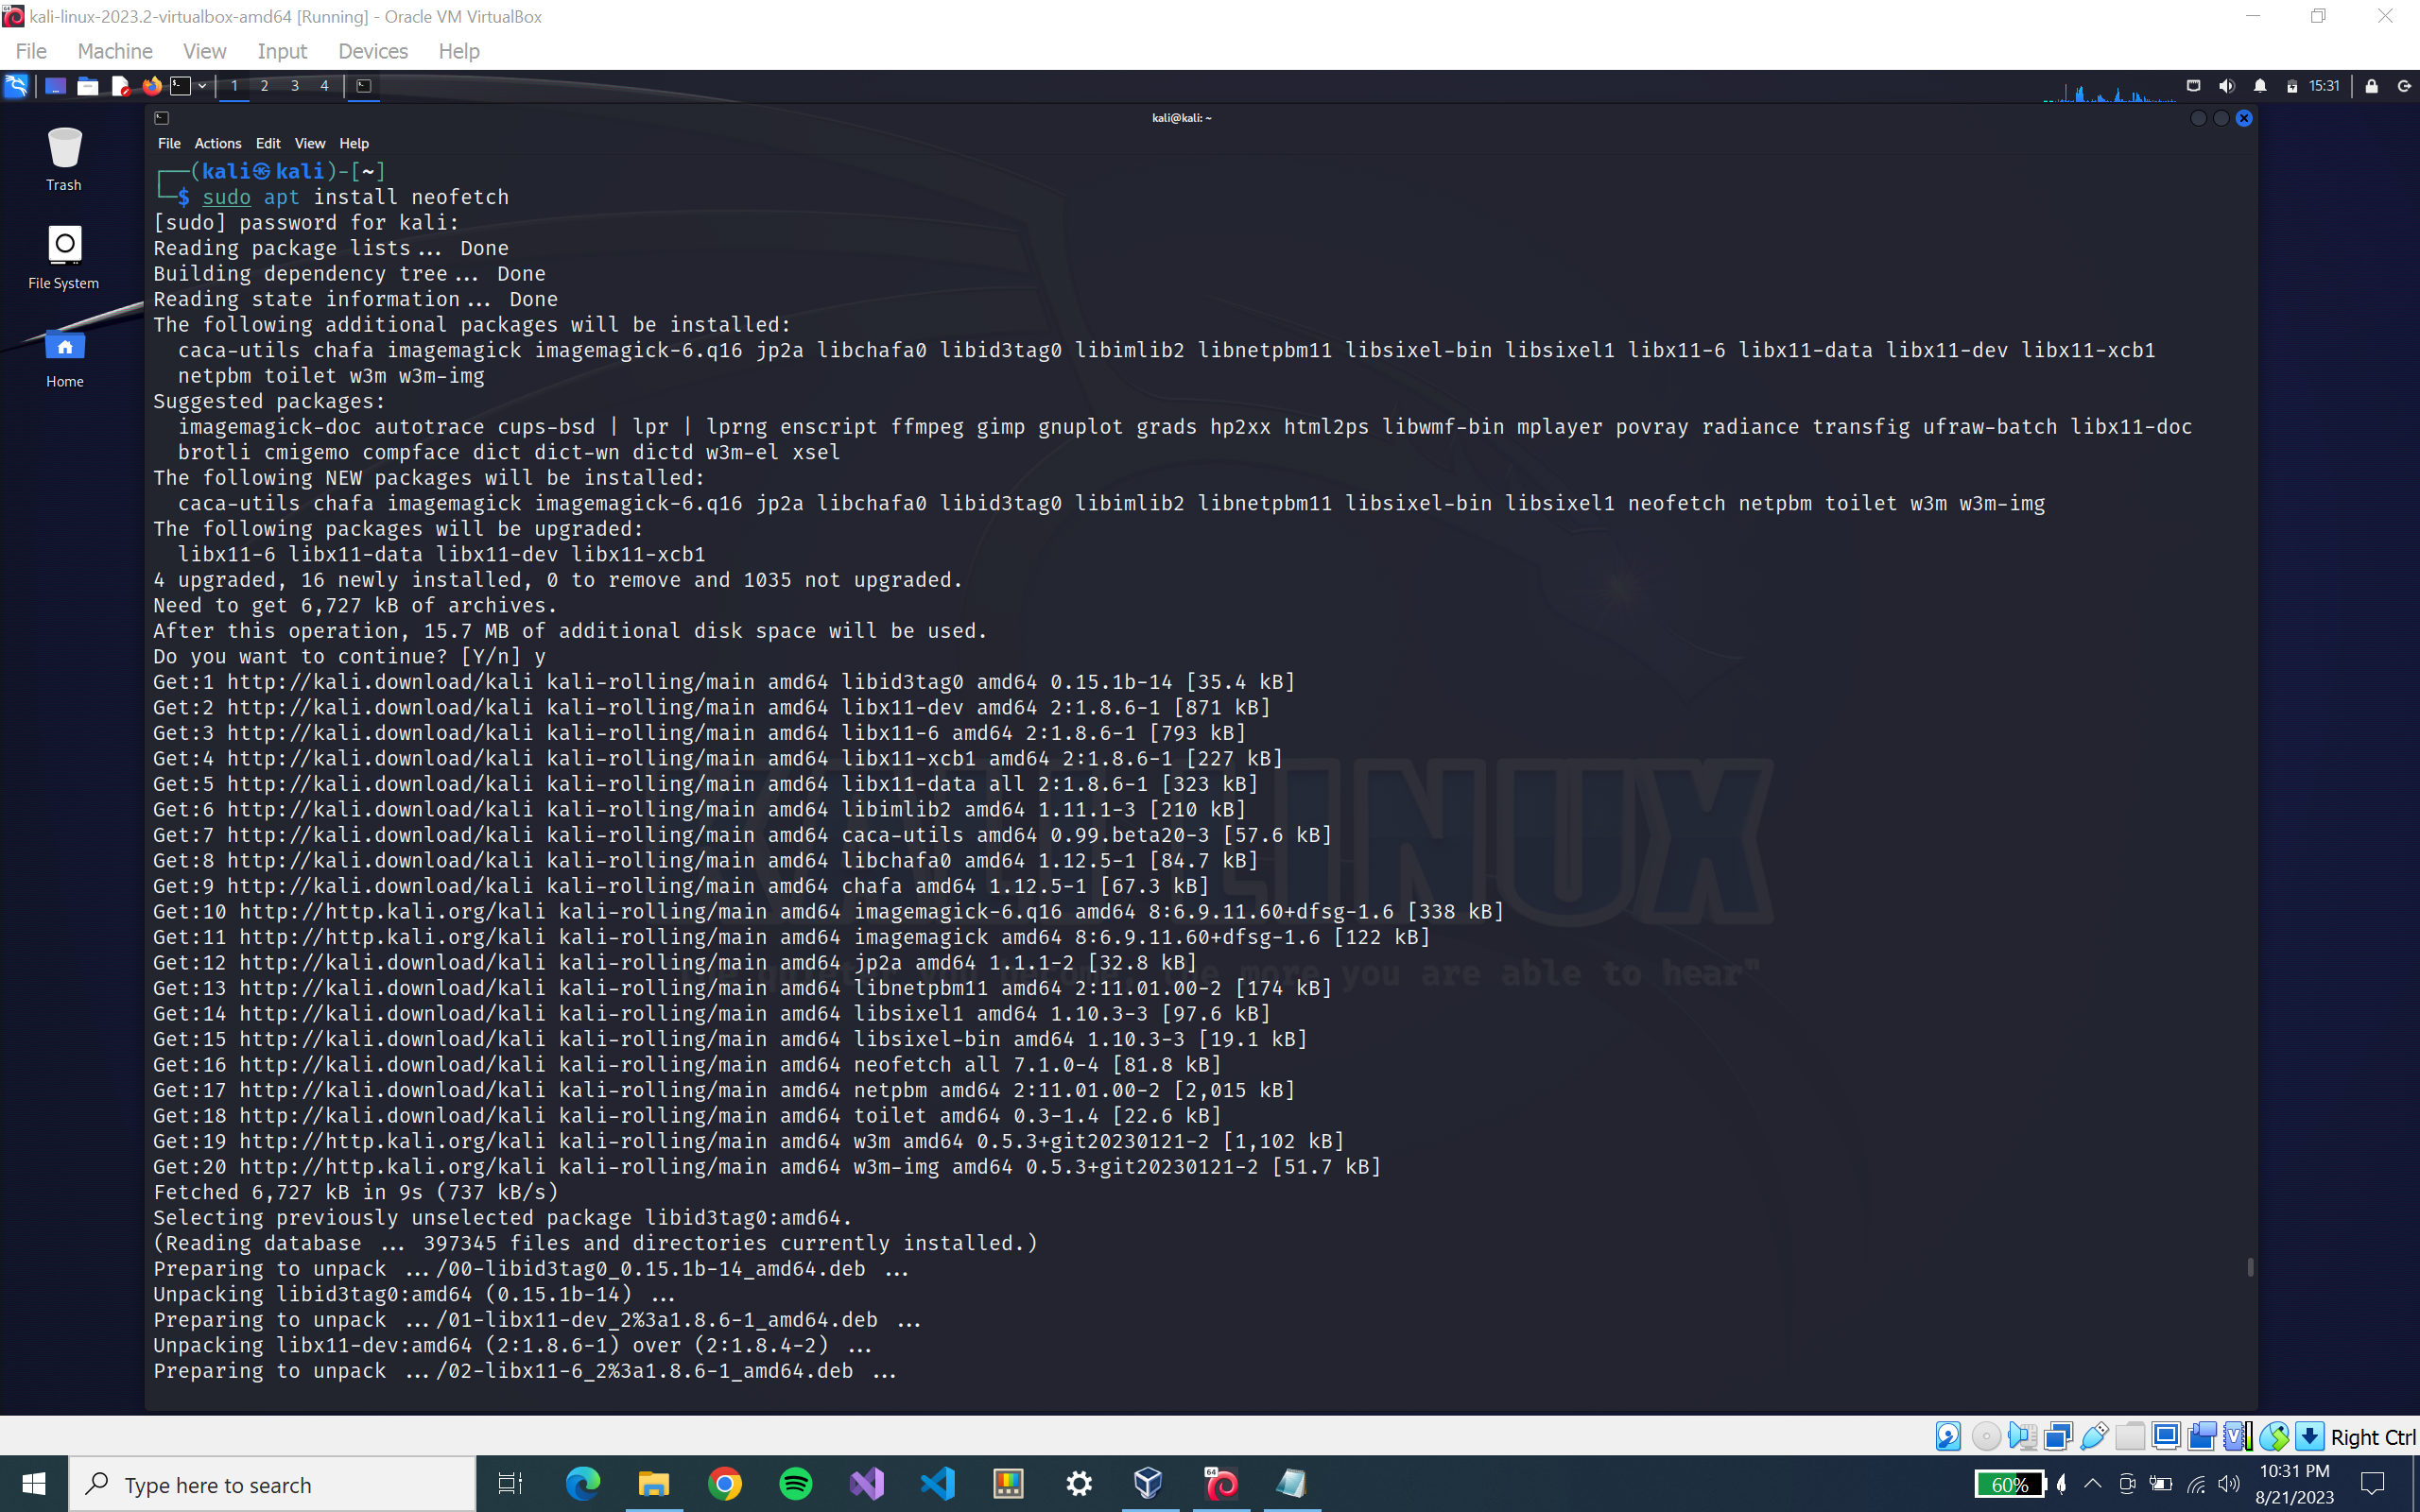 kali-linux-2023.2-virtualbox-amd64 [Running] - Oracle VM VirtualBox
File Machine View Input Devices Help
1 2 3 4 15:31
kali@kali: ~
File Actions Edit View Help
Trash
File System
Home
┌──(kali㉿kali)-[~]
└─$ sudo apt install neofetch
[sudo] password for kali:
Reading package lists... Done
Building dependency tree... Done
Reading state information... Done
The following additional packages will be installed:
  caca-utils chafa imagemagick imagemagick-6.q16 jp2a libchafa0 libid3tag0 libimlib2 libnetpbm11 libsixel-bin libsixel1 libx11-6 libx11-data libx11-dev libx11-xcb1
  netpbm toilet w3m w3m-img
Suggested packages:
  imagemagick-doc autotrace cups-bsd | lpr | lprng enscript ffmpeg gimp gnuplot grads hp2xx html2ps libwmf-bin mplayer povray radiance transfig ufraw-batch libx11-doc
  brotli cmigemo compface dict dict-wn dictd w3m-el xsel
The following NEW packages will be installed:
  caca-utils chafa imagemagick imagemagick-6.q16 jp2a libchafa0 libid3tag0 libimlib2 libnetpbm11 libsixel-bin libsixel1 neofetch netpbm toilet w3m w3m-img
The following packages will be upgraded:
  libx11-6 libx11-data libx11-dev libx11-xcb1
4 upgraded, 16 newly installed, 0 to remove and 1035 not upgraded.
Need to get 6,727 kB of archives.
After this operation, 15.7 MB of additional disk space will be used.
Do you want to continue? [Y/n] y
Get:1 http://kali.download/kali kali-rolling/main amd64 libid3tag0 amd64 0.15.1b-14 [35.4 kB]
Get:2 http://kali.download/kali kali-rolling/main amd64 libx11-dev amd64 2:1.8.6-1 [871 kB]
Get:3 http://kali.download/kali kali-rolling/main amd64 libx11-6 amd64 2:1.8.6-1 [793 kB]
Get:4 http://kali.download/kali kali-rolling/main amd64 libx11-xcb1 amd64 2:1.8.6-1 [227 kB]
Get:5 http://kali.download/kali kali-rolling/main amd64 libx11-data all 2:1.8.6-1 [323 kB]
Get:6 http://kali.download/kali kali-rolling/main amd64 libimlib2 amd64 1.11.1-3 [210 kB]
Get:7 http://kali.download/kali kali-rolling/main amd64 caca-utils amd64 0.99.beta20-3 [57.6 kB]
Get:8 http://kali.download/kali kali-rolling/main amd64 libchafa0 amd64 1.12.5-1 [84.7 kB]
Get:9 http://kali.download/kali kali-rolling/main amd64 chafa amd64 1.12.5-1 [67.3 kB]
Get:10 http://http.kali.org/kali kali-rolling/main amd64 imagemagick-6.q16 amd64 8:6.9.11.60+dfsg-1.6 [338 kB]
Get:11 http://http.kali.org/kali kali-rolling/main amd64 imagemagick amd64 8:6.9.11.60+dfsg-1.6 [122 kB]
Get:12 http://kali.download/kali kali-rolling/main amd64 jp2a amd64 1.1.1-2 [32.8 kB]
Get:13 http://kali.download/kali kali-rolling/main amd64 libnetpbm11 amd64 2:11.01.00-2 [174 kB]
Get:14 http://kali.download/kali kali-rolling/main amd64 libsixel1 amd64 1.10.3-3 [97.6 kB]
Get:15 http://kali.download/kali kali-rolling/main amd64 libsixel-bin amd64 1.10.3-3 [19.1 kB]
Get:16 http://kali.download/kali kali-rolling/main amd64 neofetch all 7.1.0-4 [81.8 kB]
Get:17 http://kali.download/kali kali-rolling/main amd64 netpbm amd64 2:11.01.00-2 [2,015 kB]
Get:18 http://kali.download/kali kali-rolling/main amd64 toilet amd64 0.3-1.4 [22.6 kB]
Get:19 http://http.kali.org/kali kali-rolling/main amd64 w3m amd64 0.5.3+git20230121-2 [1,102 kB]
Get:20 http://http.kali.org/kali kali-rolling/main amd64 w3m-img amd64 0.5.3+git20230121-2 [51.7 kB]
Fetched 6,727 kB in 9s (737 kB/s)
Selecting previously unselected package libid3tag0:amd64.
(Reading database ... 397345 files and directories currently installed.)
Preparing to unpack .../00-libid3tag0_0.15.1b-14_amd64.deb ...
Unpacking libid3tag0:amd64 (0.15.1b-14) ...
Preparing to unpack .../01-libx11-dev_2%3a1.8.6-1_amd64.deb ...
Unpacking libx11-dev:amd64 (2:1.8.6-1) over (2:1.8.4-2) ...
Preparing to unpack .../02-libx11-6_2%3a1.8.6-1_amd64.deb ...
LINUX
more you are able to hear"
Right Ctrl
Type here to search
60%
10:31 PM
8/21/2023